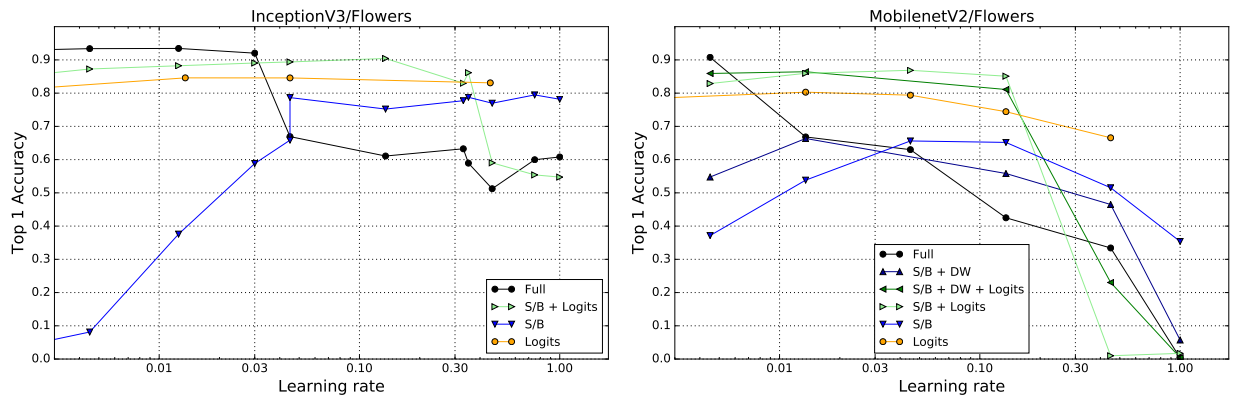 InceptionV3/Flowers
Top 1 Accuracy
0.9
0.8
0.7
0.6
0.5
0.4
0.3
0.2
0.1
0.0
0.01
0.03
0.10
0.30
1.00
Learning rate
Full
S/B + Logits
S/B
Logits
MobilenetV2/Flowers
Top 1 Accuracy
0.9
0.8
0.7
0.6
0.5
0.4
0.3
0.2
0.1
0.0
0.01
0.03
0.10
0.30
1.00
Learning rate
Full
S/B + DW
S/B + DW + Logits
S/B + Logits
S/B
Logits